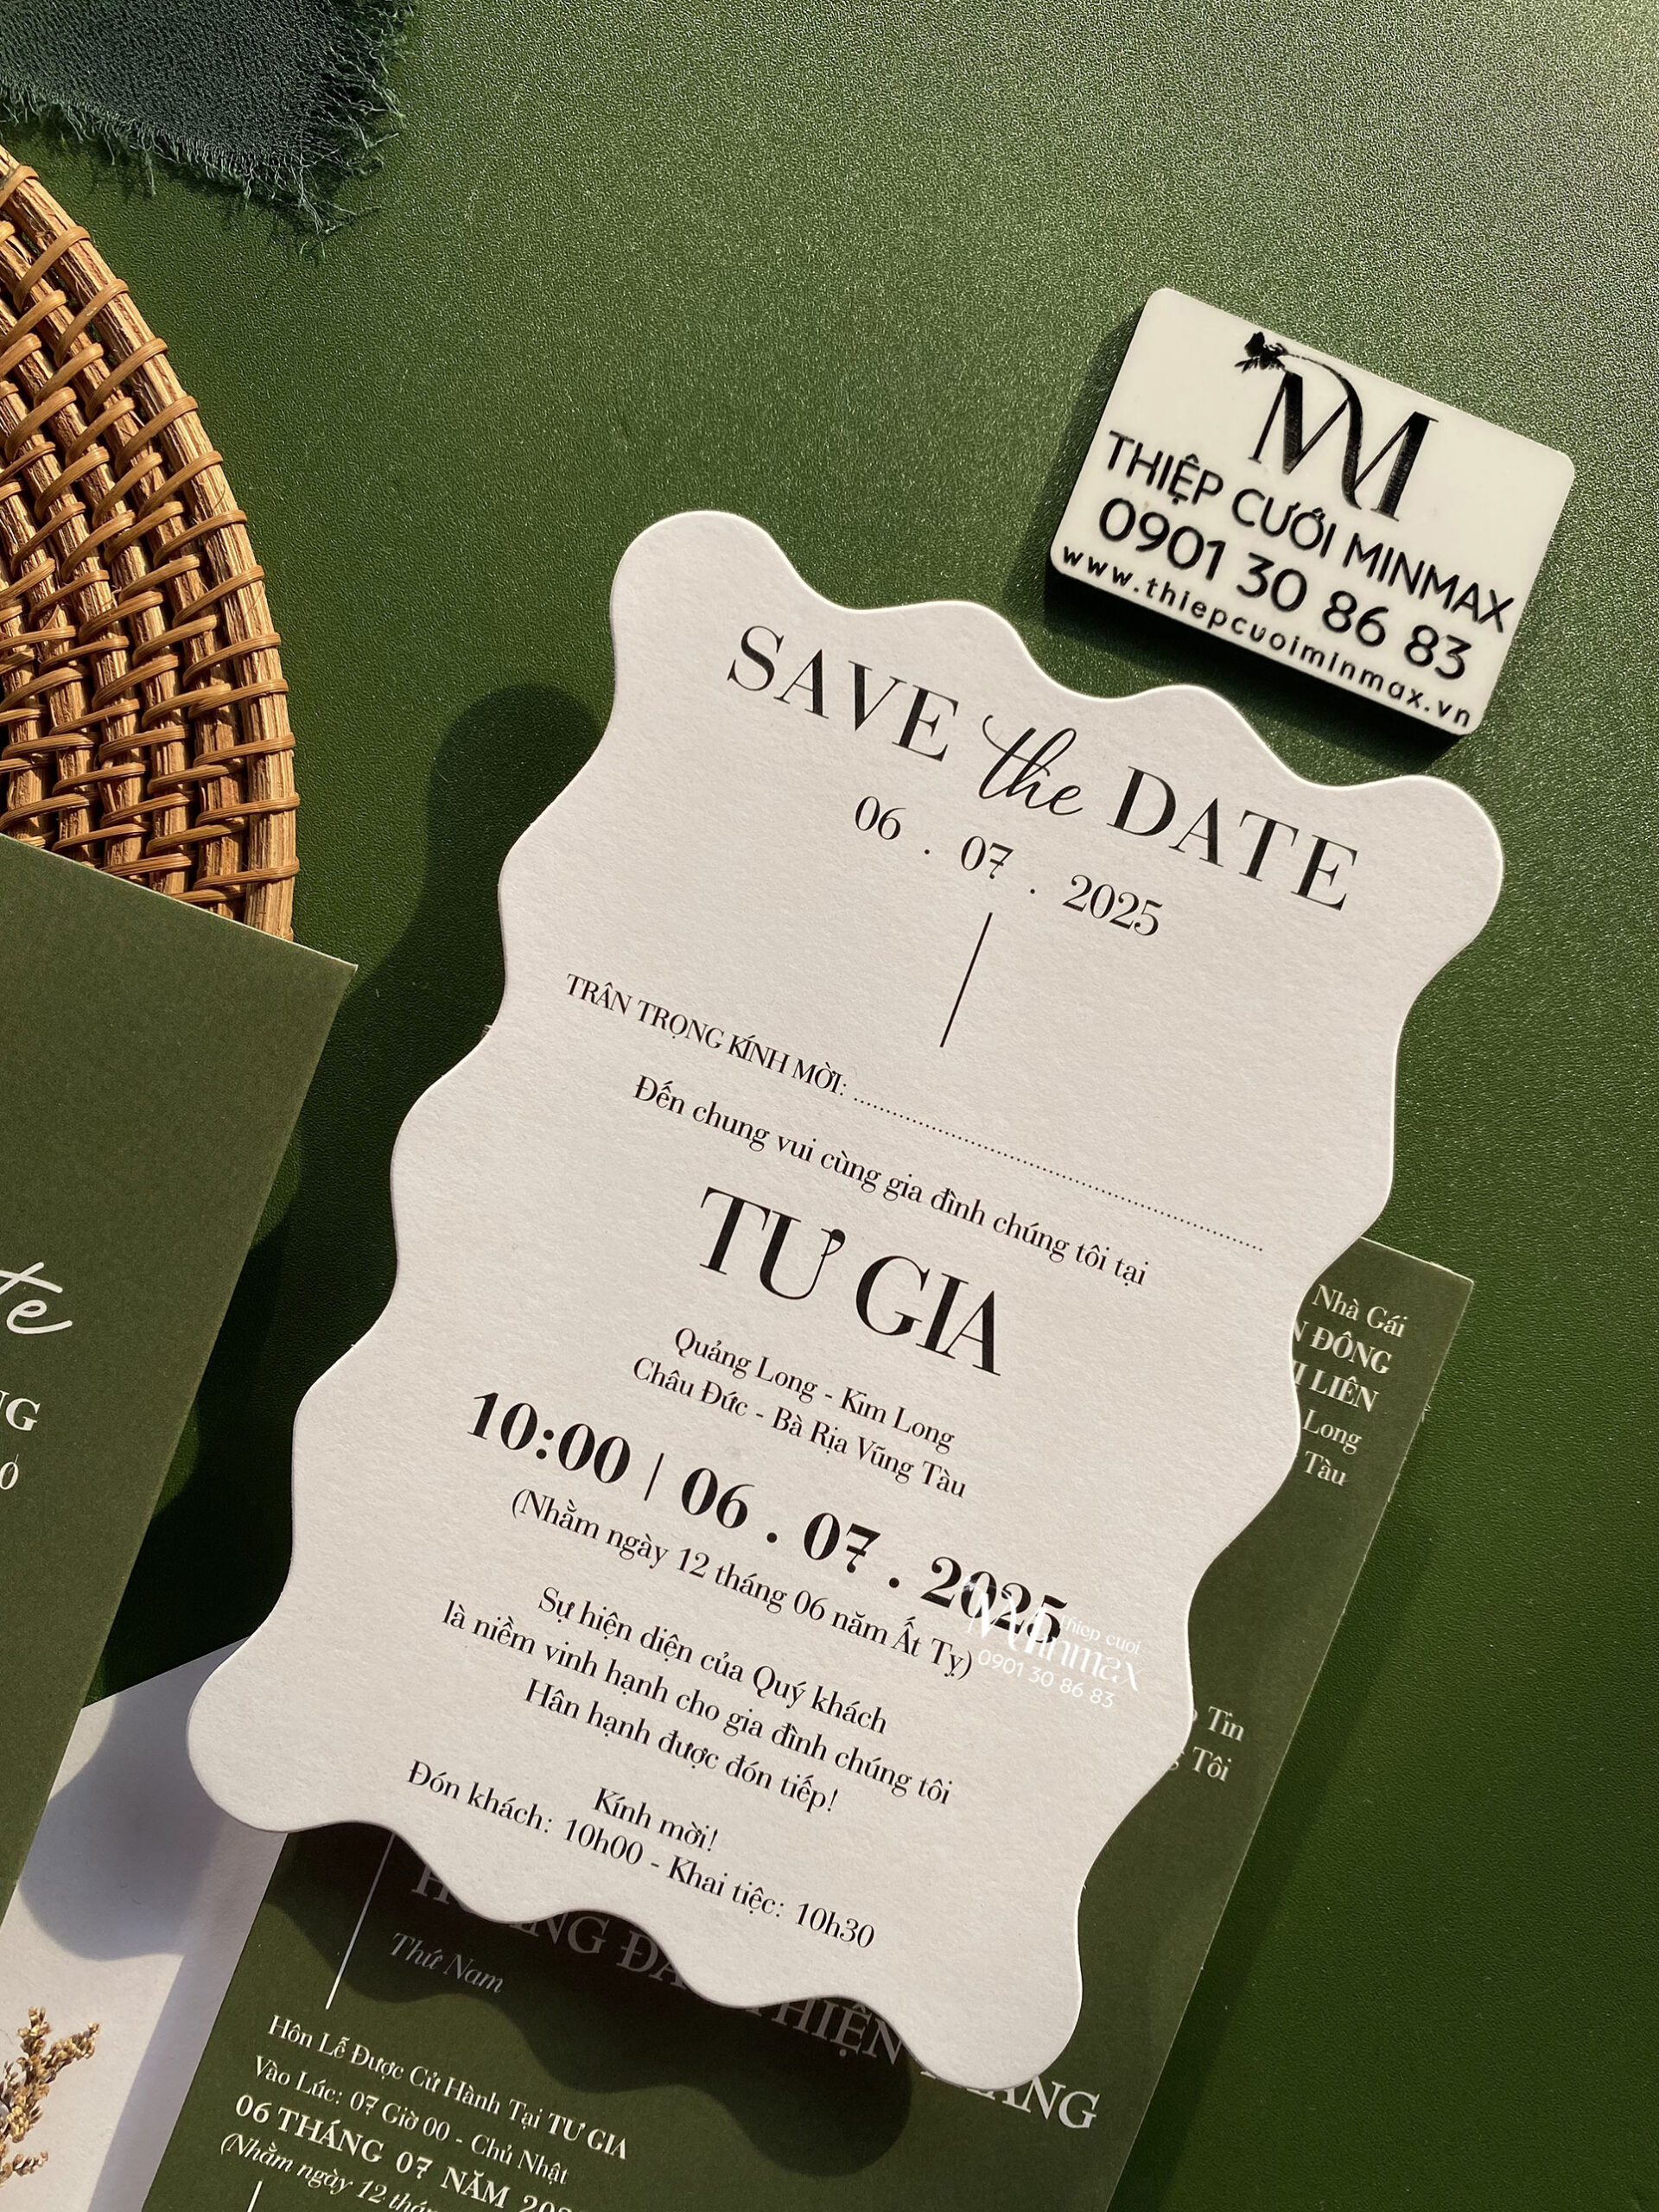 THIỆP CƯỚI MINMAX
0901 30 86 83
www.thiepcuoiminmax.vn
SAVE the DATE
06 . 07 . 2025
TRÂN TRỌNG KÍNH MỜI:
Đến chung vui cùng gia đình chúng tôi tại
TƯ GIA
Quảng Long - Kim Long
Châu Đức - Bà Rịa Vũng Tàu
10:00 | 06 . 07 . 2025
(Nhằm ngày 12 tháng 06 năm Ất Tỵ)
Sự hiện diện của Quý khách
là niềm vinh hạnh cho gia đình chúng tôi
Hân hạnh được đón tiếp!
Kính mời!
Đón khách: 10h00 - Khai tiệc: 10h30
Thiep cuoi
Minmax
0901 30 86 83
Nhà Gái
ĐÔNG
LIÊN
Long
Tàu
Tin
Tôi
Thứ Nam
Hôn Lễ Được Cử Hành Tại TƯ GIA
Vào Lúc: 07 Giờ 00 - Chủ Nhật
06 THÁNG 07 NĂM
(Nhằm ngày 12